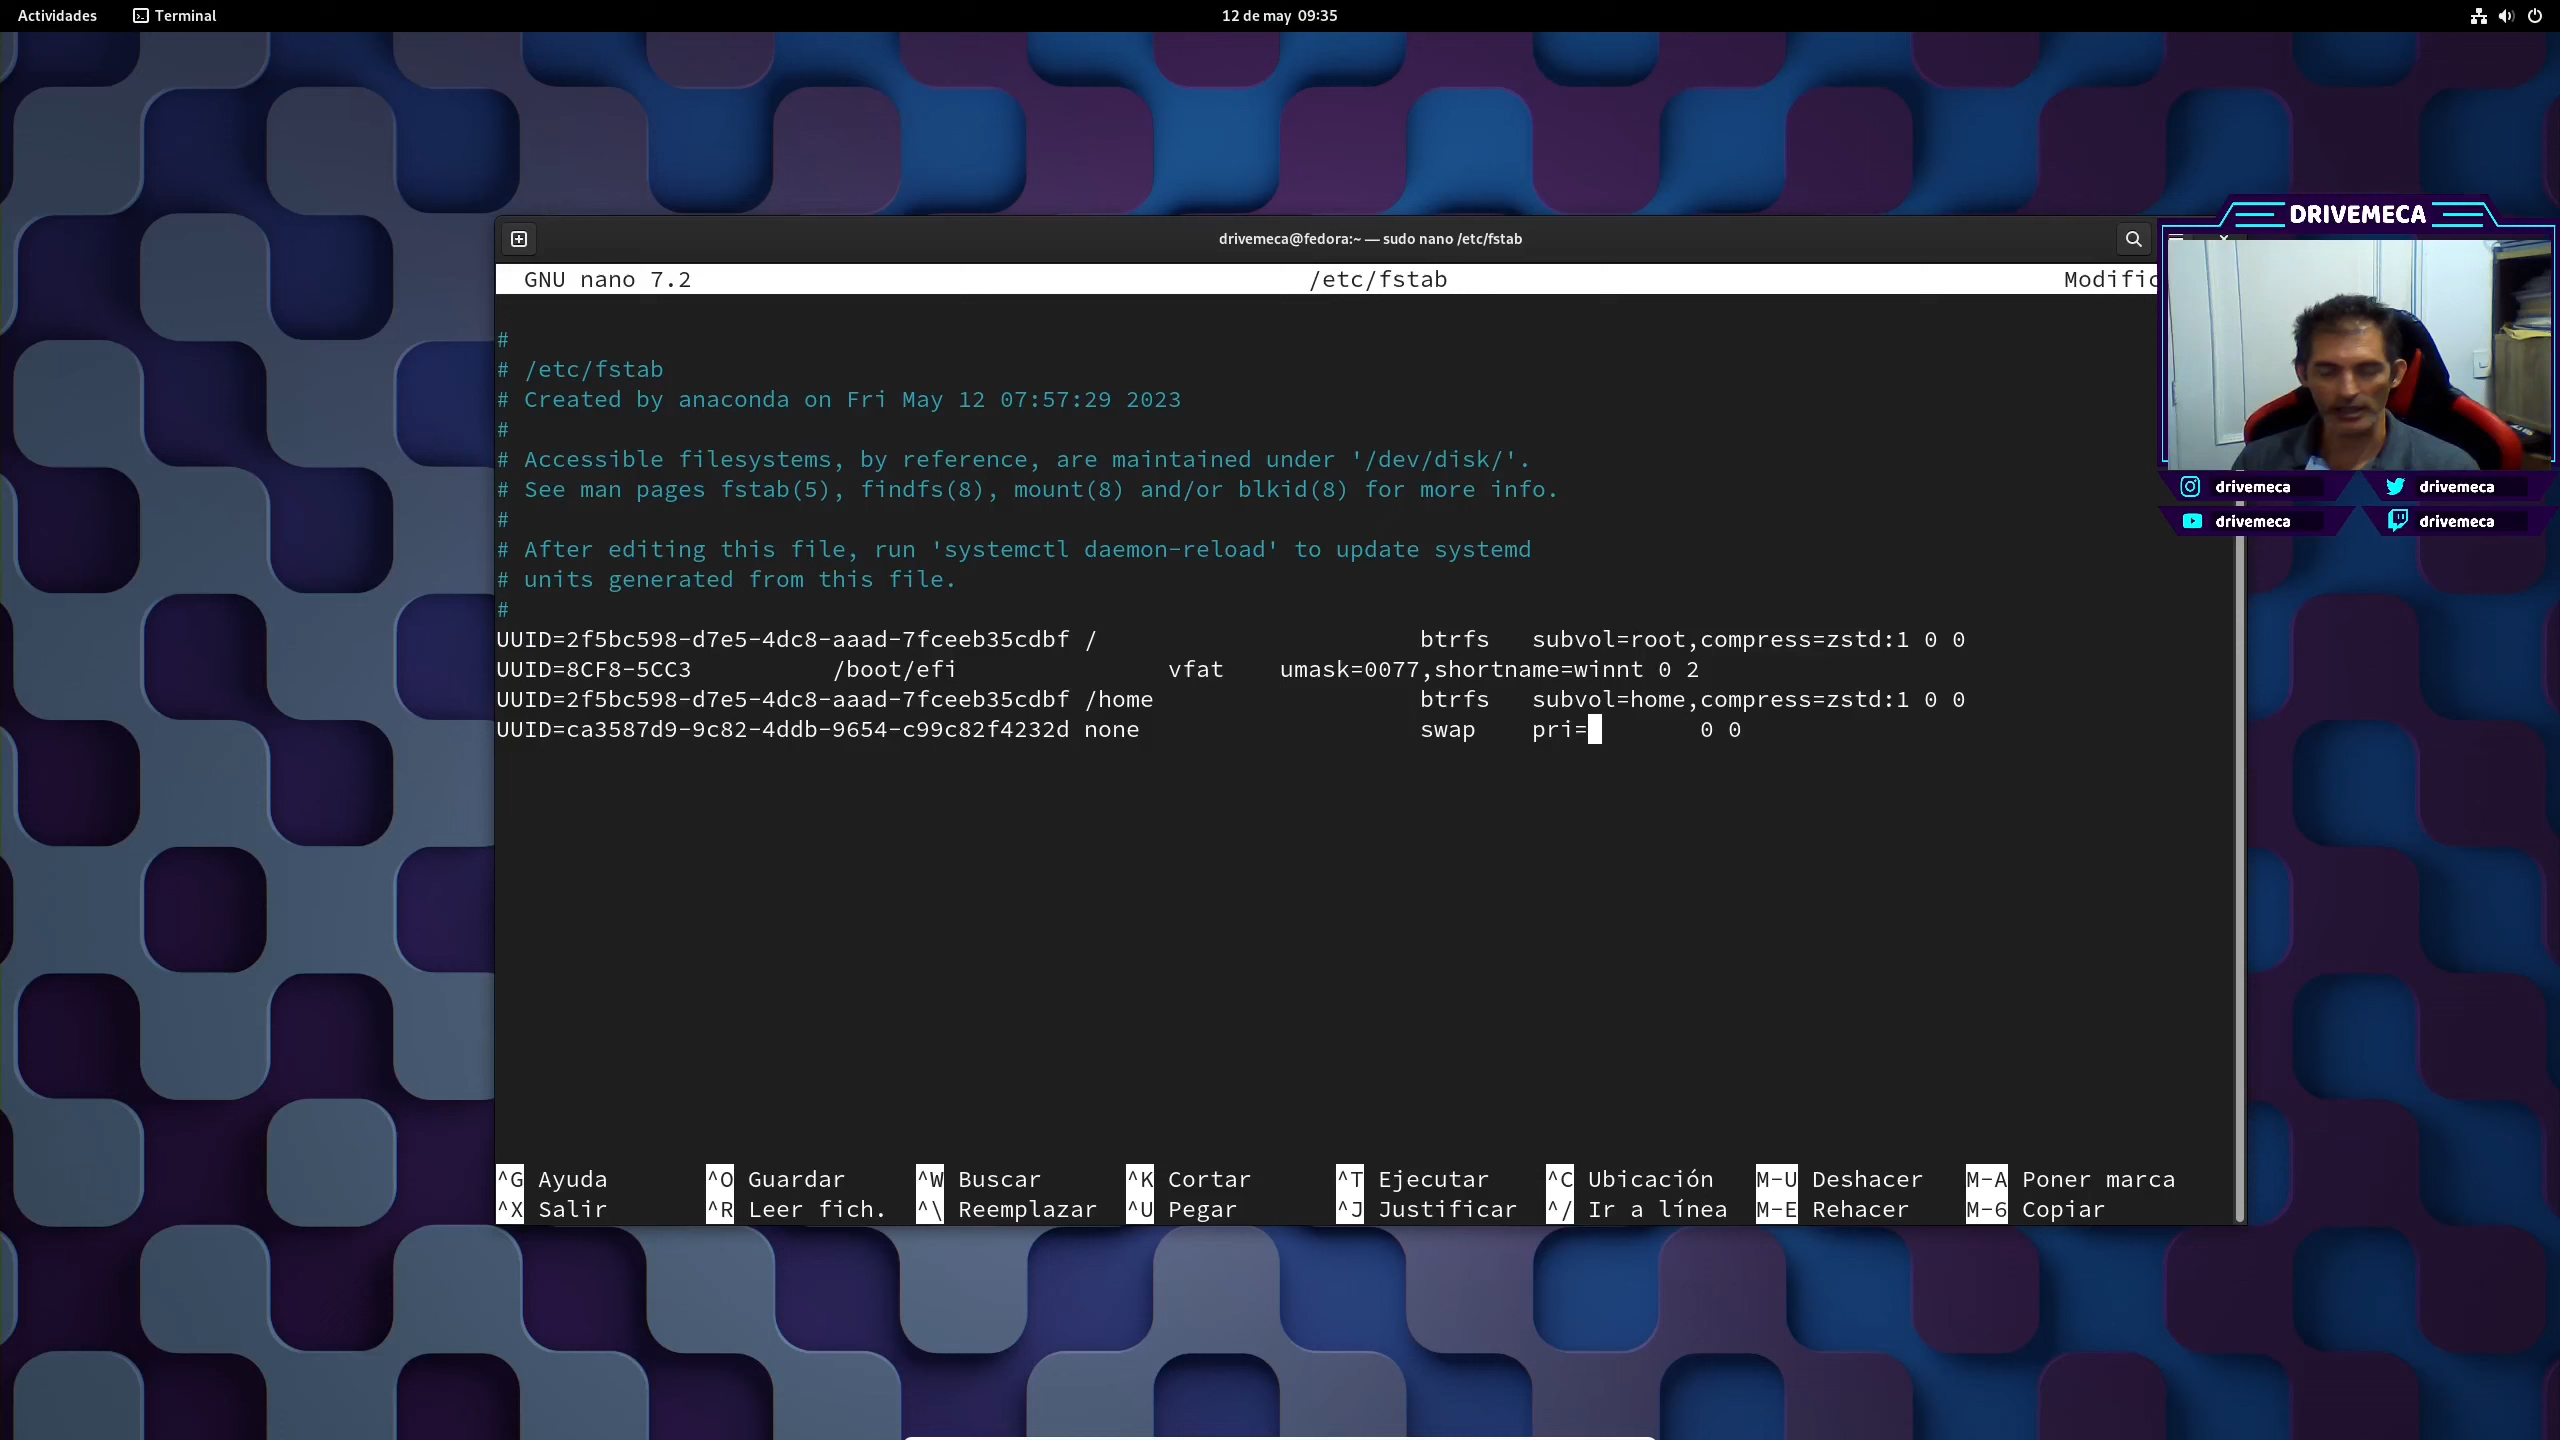 Actividades Terminal 12 de may 09:35
DRIVEMECA
drivemeca@fedora:~ — sudo nano /etc/fstab
GNU nano 7.2 /etc/fstab Modific
#
# /etc/fstab
# Created by anaconda on Fri May 12 07:57:29 2023
#
# Accessible filesystems, by reference, are maintained under '/dev/disk/'.
# See man pages fstab(5), findfs(8), mount(8) and/or blkid(8) for more info.
#
# After editing this file, run 'systemctl daemon-reload' to update systemd
# units generated from this file.
#
UUID=2f5bc598-d7e5-4dc8-aaad-7fceeb35cdbf / btrfs subvol=root,compress=zstd:1 0 0
UUID=8CF8-5CC3 /boot/efi vfat umask=0077,shortname=winnt 0 2
UUID=2f5bc598-d7e5-4dc8-aaad-7fceeb35cdbf /home btrfs subvol=home,compress=zstd:1 0 0
UUID=ca3587d9-9c82-4ddb-9654-c99c82f4232d none swap pri= 0 0
drivemeca drivemeca
drivemeca drivemeca
^G Ayuda ^O Guardar ^W Buscar ^K Cortar ^T Ejecutar ^C Ubicación M-U Deshacer M-A Poner marca
^X Salir ^R Leer fich. ^\ Reemplazar ^U Pegar ^J Justificar ^/ Ir a línea M-E Rehacer M-6 Copiar